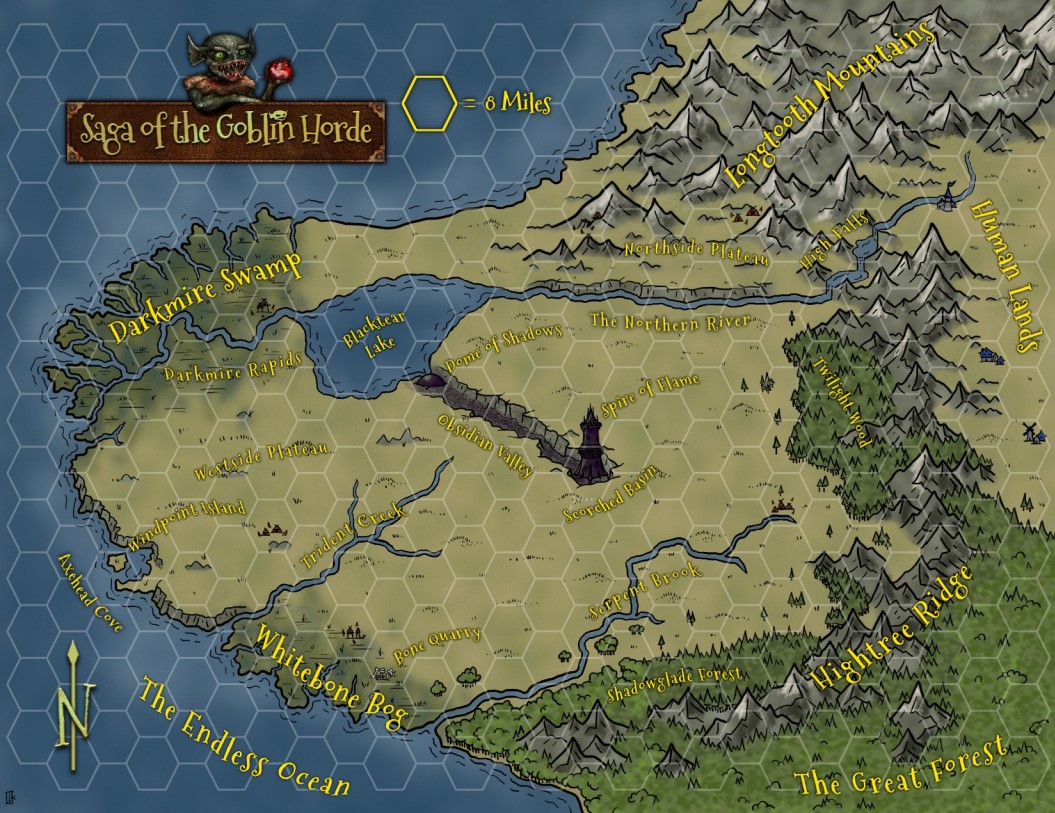 Saga of the Goblin Horde
= 8 Miles
Longtooth Mountains
Human Lands
High Falls
Northside Plateau
Darkmire Swamp
The Northern River
Blacktear
Lake
Dome of Shadows
Darkmire Rapids
Spire of Flame
Twilight Wood
Obsidian Valley
Westside Plateau
Scorched Basin
Windpoint Island
Trident Creek
Axehead Cove
Serpent Brook
Hightree Ridge
Whitebone Bog
Bone Quarry
Shadowglade Forest
N
The Endless Ocean
The Great Forest